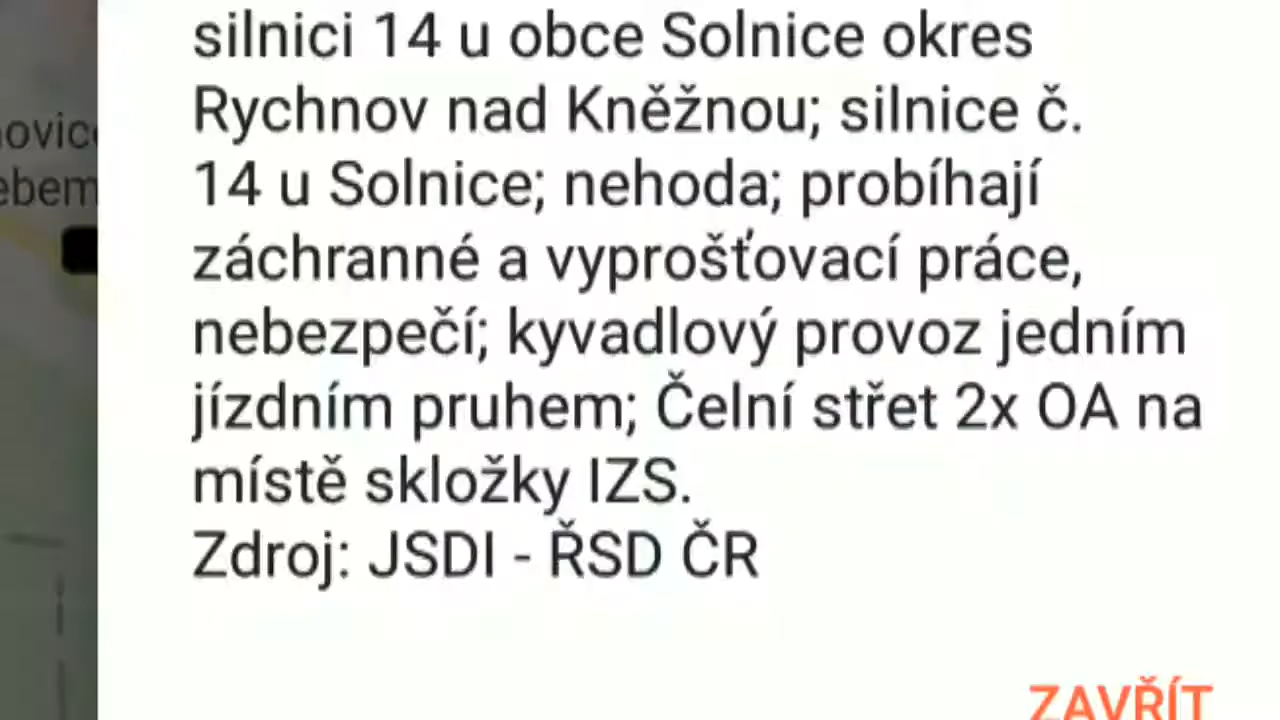 silnici 14 u obce Solnice okres
Rychnov nad Kněžnou; silnice č.
14 u Solnice; nehoda; probíhají
záchranné a vyprošťovací práce,
nebezpečí; kyvadlový provoz jedním
jízdním pruhem; Čelní střet 2x OA na
místě skložky IZS.
Zdroj: JSDI - ŘSD ČR
ZAVŘÍT